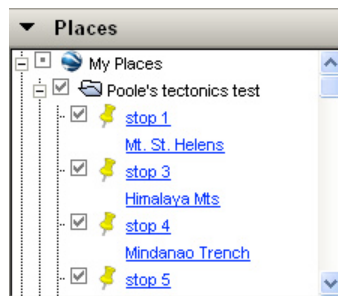 Places
My Places
Poole's tectonics test
stop 1
Mt. St. Helens
stop 3
Himalaya Mts
stop 4
Mindanao Trench
stop 5